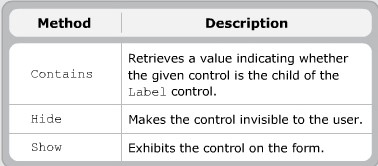 Method Description
Contains Retrieves a value indicating whether
the given control is the child of the
Label control.
Hide Makes the control invisible to the user.
Show Exhibits the control on the form.